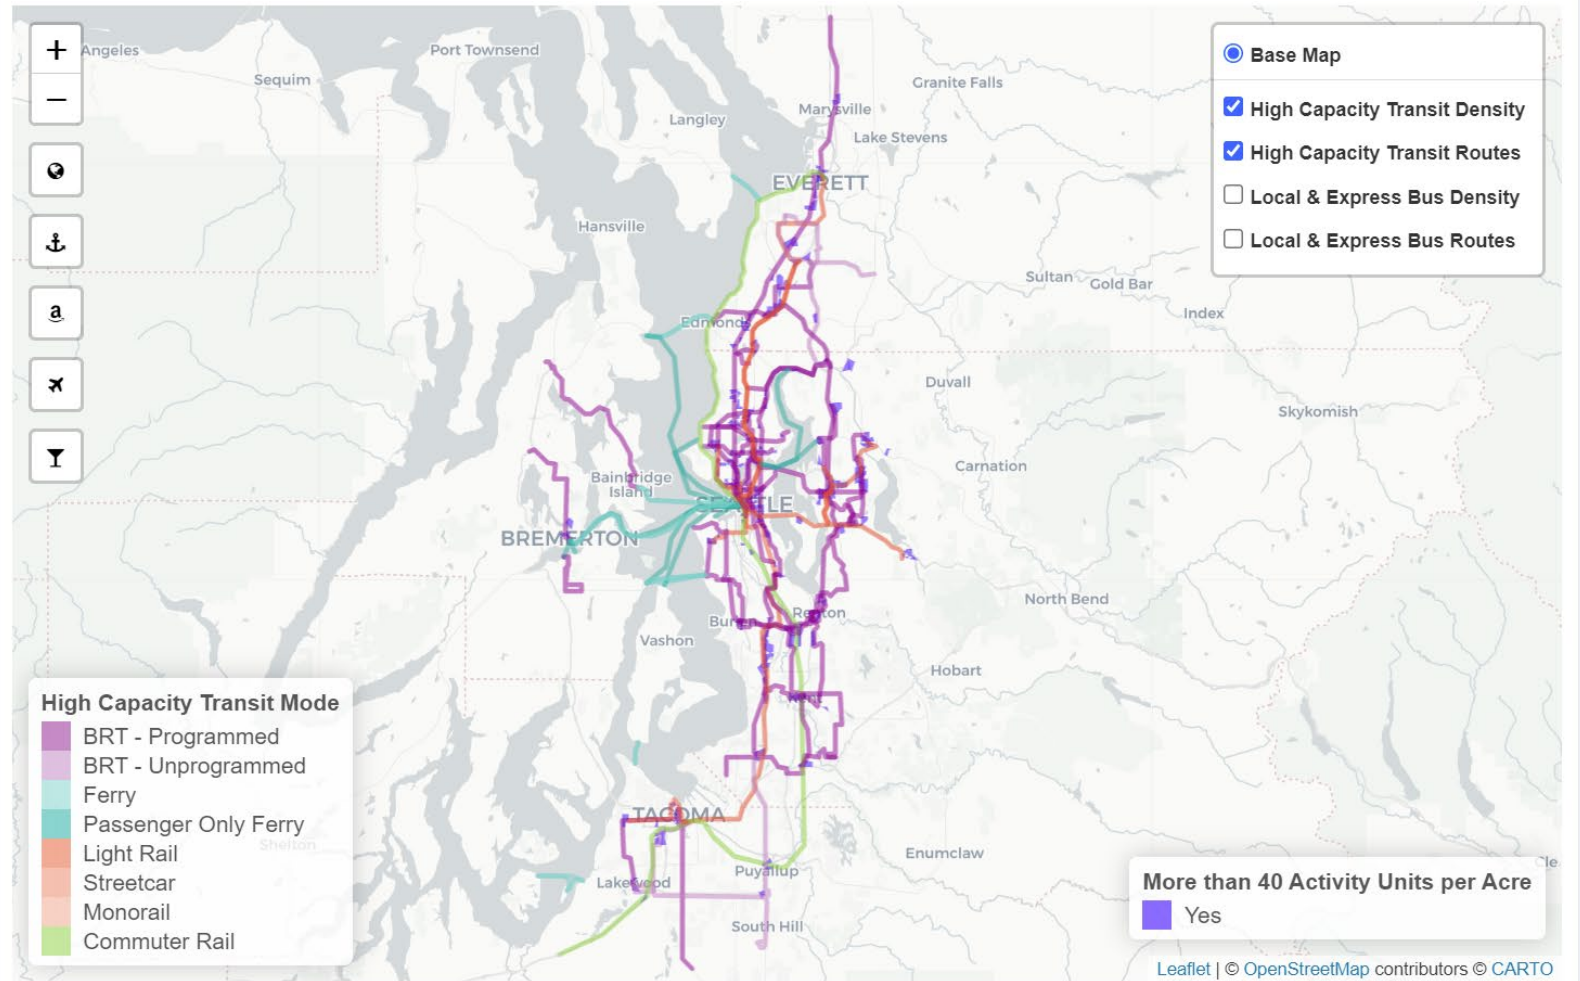 +
−
a
Angeles
Port Townsend
Sequim
Granite Falls
Marysville
Langley
Lake Stevens
EVERETT
Hansville
Sultan
Gold Bar
Index
Edmonds
Duvall
Skykomish
Carnation
Bainbridge
Island
SEATTLE
BREMERTON
North Bend
Renton
Vashon
Hobart
Kent
TACOMA
Shelton
Enumclaw
Puyallup
Lakewood
South Hill
Cle
Base Map
High Capacity Transit Density
High Capacity Transit Routes
Local & Express Bus Density
Local & Express Bus Routes
High Capacity Transit Mode
BRT - Programmed
BRT - Unprogrammed
Ferry
Passenger Only Ferry
Light Rail
Streetcar
Monorail
Commuter Rail
More than 40 Activity Units per Acre
Yes
Leaflet | © OpenStreetMap contributors © CARTO